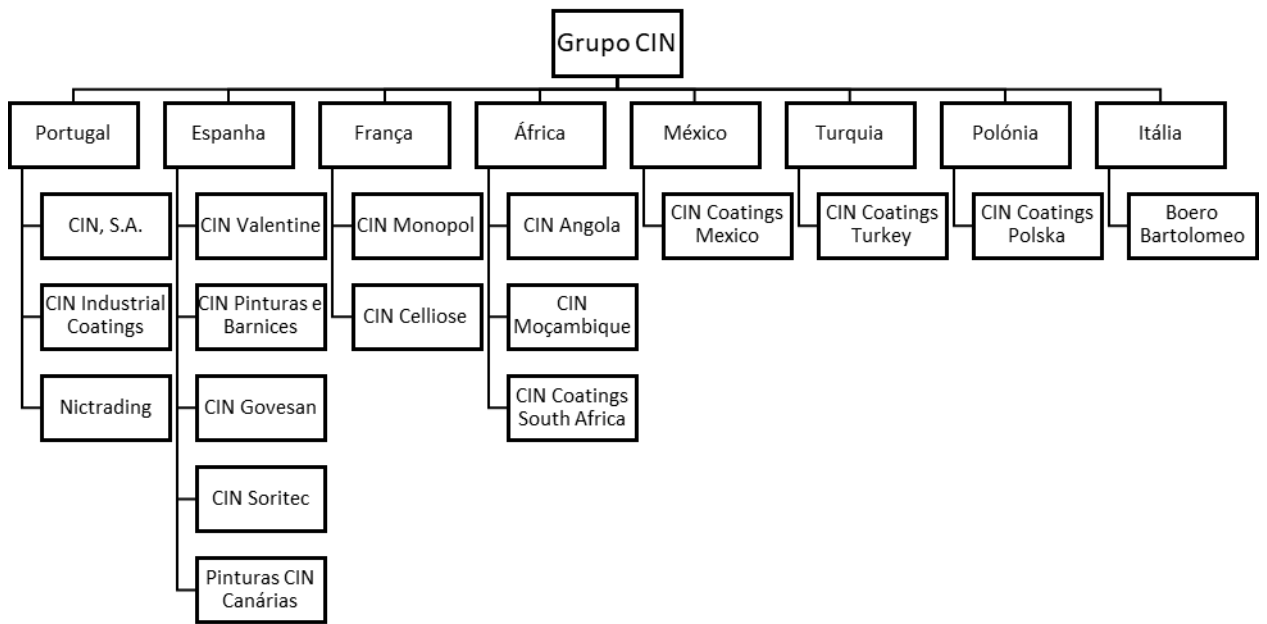 Grupo CIN
Portugal
Espanha
França
África
México
Turquia
Polónia
Itália
CIN, S.A.
CIN Industrial
Coatings
Nictrading
CIN Valentine
CIN Pinturas e
Barnices
CIN Govesan
CIN Soritec
Pinturas CIN
Canárias
CIN Monopol
CIN Celliose
CIN Angola
CIN
Moçambique
CIN Coatings
South Africa
CIN Coatings
Mexico
CIN Coatings
Turkey
CIN Coatings
Polska
Boero
Bartolomeo